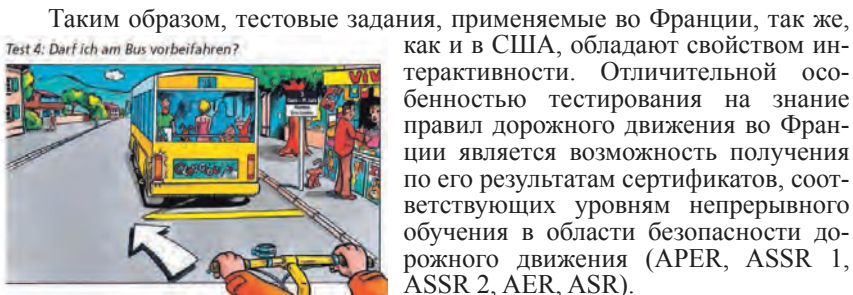 Таким образом, тестовые задания, применяемые во Франции, так же,
Test 4: Darf ich am Bus vorbeifahren?
как и в США, обладают свойством ин-
терактивности. Отличительной осо-
бенностью тестирования на знание
правил дорожного движения во Фран-
ции является возможность получения
по его результатам сертификатов, соот-
ветствующих уровням непрерывного
обучения в области безопасности до-
рожного движения (APER, ASSR 1,
ASSR 2, AER, ASR).